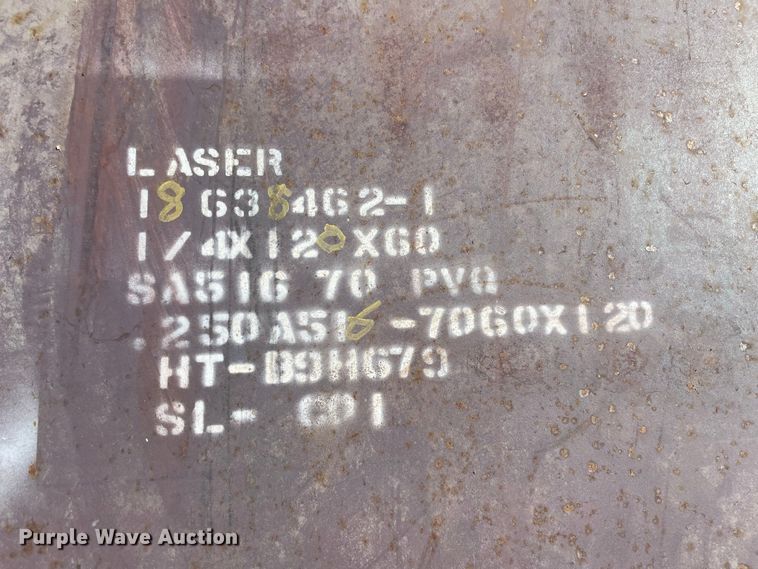 LASER
18638462-1
1/4X120X60
SA516 70 PVQ
.250A516-7060X120
HT-B9H679
SL- CP1
Purple Wave Auction